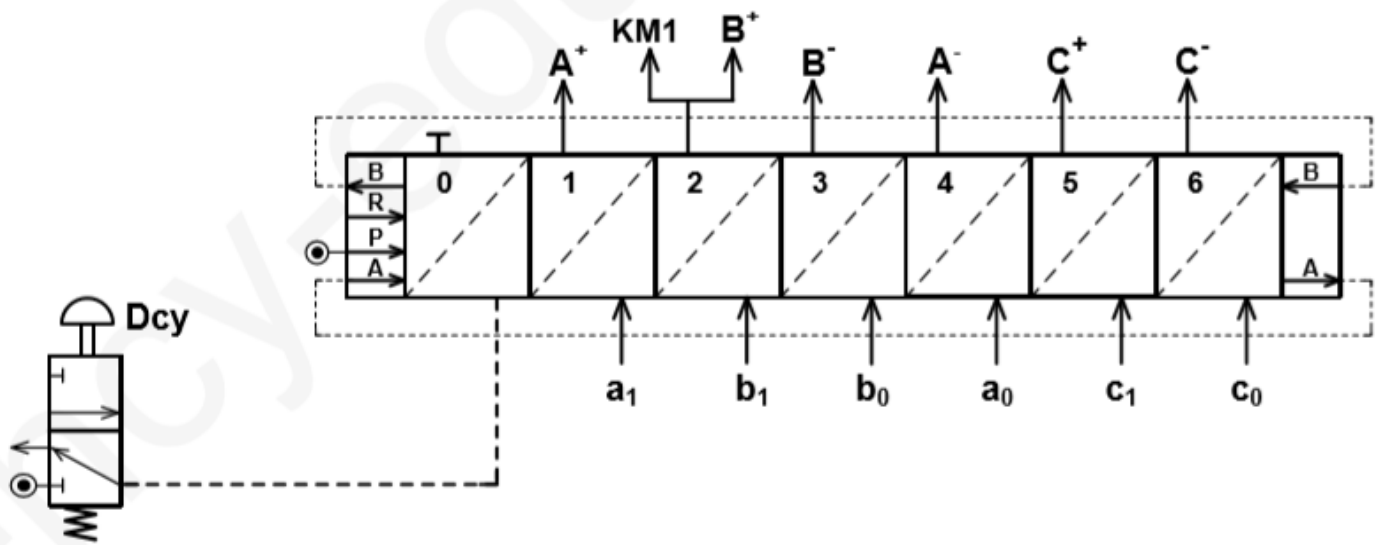 KM1 B⁺
A⁺ B⁻ A⁻ C⁺ C⁻
0 1 2 3 4 5 6
B B
R
P
A A
Dcy
a₁ b₁ b₀ a₀ c₁ c₀